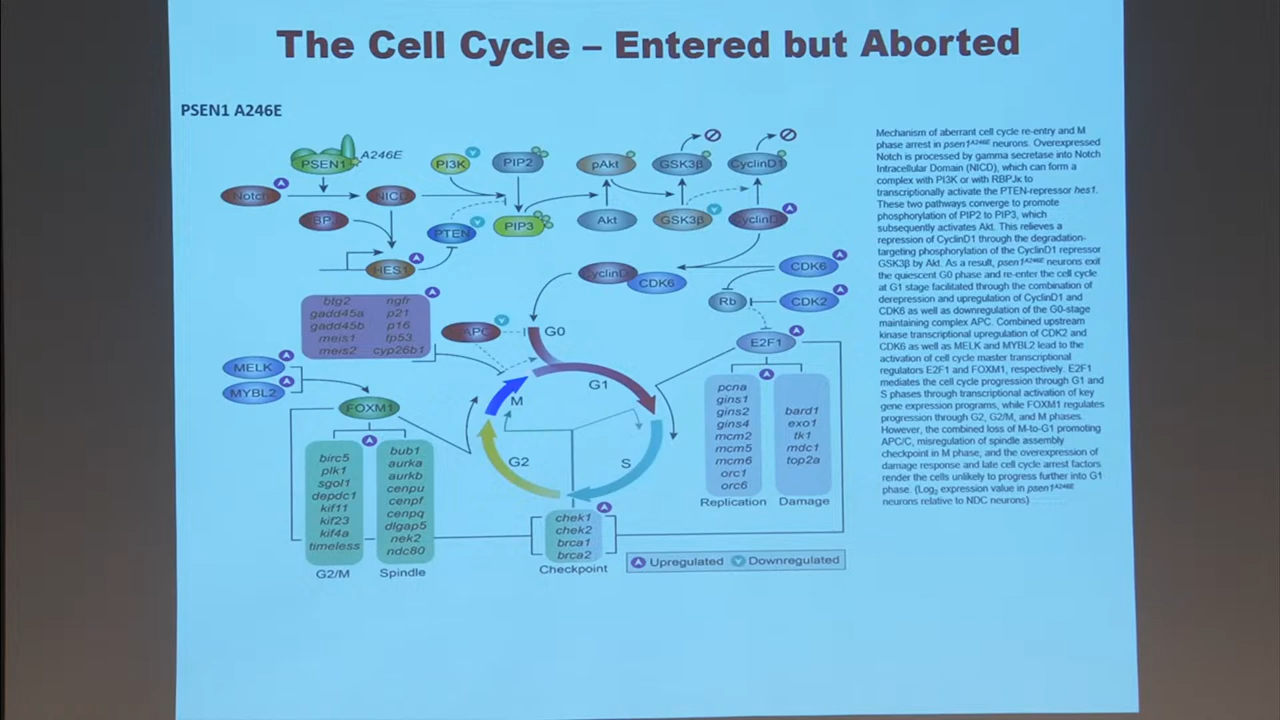 The Cell Cycle – Entered but Aborted
PSEN1 A246E
PSEN1
A246E
PI3K
PIP2
pAkt
GSK3β
CyclinD1
Notch
NICD
BP
PTEN
PIP3
Akt
GSK3β
CyclinD
HES1
CyclinD
CDK6
CDK6
Rb
CDK2
btg2 ngfr
gadd45a p21
gadd45b p16
meis1 tp53
meis2 cyp26b1
APC
G0
E2F1
MELK
MYBL2
FOXM1
M
G1
G2
S
pcna
gins1
gins2
gins4
mcm2
mcm5
mcm6
orc1
orc6
Replication
bard1
exo1
tk1
mdc1
top2a
Damage
birc5
plk1
sgol1
depdc1
kif11
kif23
kif4a
timeless
G2/M
bub1
aurka
aurkb
cenpu
cenpf
cenpq
dlgap5
nek2
ndc80
Spindle
chek1
chek2
brca1
brca2
Checkpoint
Upregulated Downregulated
Mechanism of aberrant cell cycle re-entry and M
phase arrest in psen1A246E neurons. Overexpressed
Notch is processed by gamma secretase into Notch
Intracellular Domain (NICD), which can form a
complex with PI3K or with RBPJκ to
transcriptionally activate the PTEN-repressor hes1.
These two pathways converge to promote
phosphorylation of PIP2 to PIP3, which
subsequently activates Akt. This relieves a
repression of CyclinD1 through the degradation-
targeting phosphorylation of the CyclinD1 repressor
GSK3β by Akt. As a result, psen1A246E neurons exit
the quiescent G0 phase and re-enter the cell cycle
at G1 stage facilitated through the combination of
derepression and upregulation of CyclinD1 and
CDK6 as well as downregulation of the G0-stage
maintaining complex APC. Combined upstream
kinase transcriptional upregulation of CDK2 and
CDK6 as well as MELK and MYBL2 lead to the
activation of cell cycle master transcriptional
regulators E2F1 and FOXM1, respectively. E2F1
mediates the cell cycle progression through G1 and
S phases through transcriptional activation of key
gene expression programs, while FOXM1 regulates
progression through G2, G2/M, and M phases.
However, the combined loss of M-to-G1 promoting
APC/C, misregulation of spindle assembly
checkpoint in M phase, and the overexpression of
damage response and late cell cycle arrest factors
render the cells unlikely to progress further into G1
phase. (Log2 expression value in psen1A246E
neurons relative to NDC neurons)